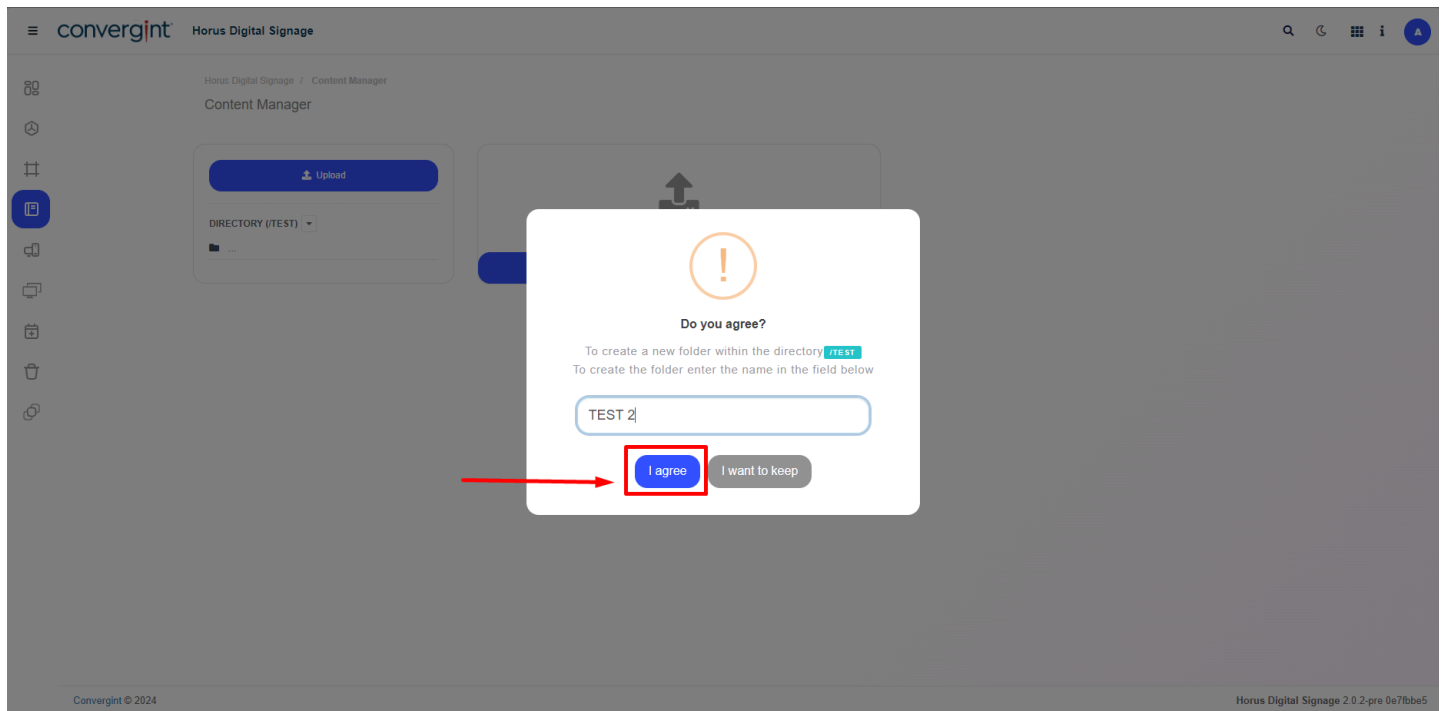 convergint
Horus Digital Signage
i
A
Horus Digital Signage / Content Manager
Content Manager
Upload
DIRECTORY (/TEST)
...
!
Do you agree?
To create a new folder within the directory /TEST
To create the folder enter the name in the field below
TEST 2
I agree
I want to keep
Convergint © 2024
Horus Digital Signage 2.0.2-pre 0e7fbbe5